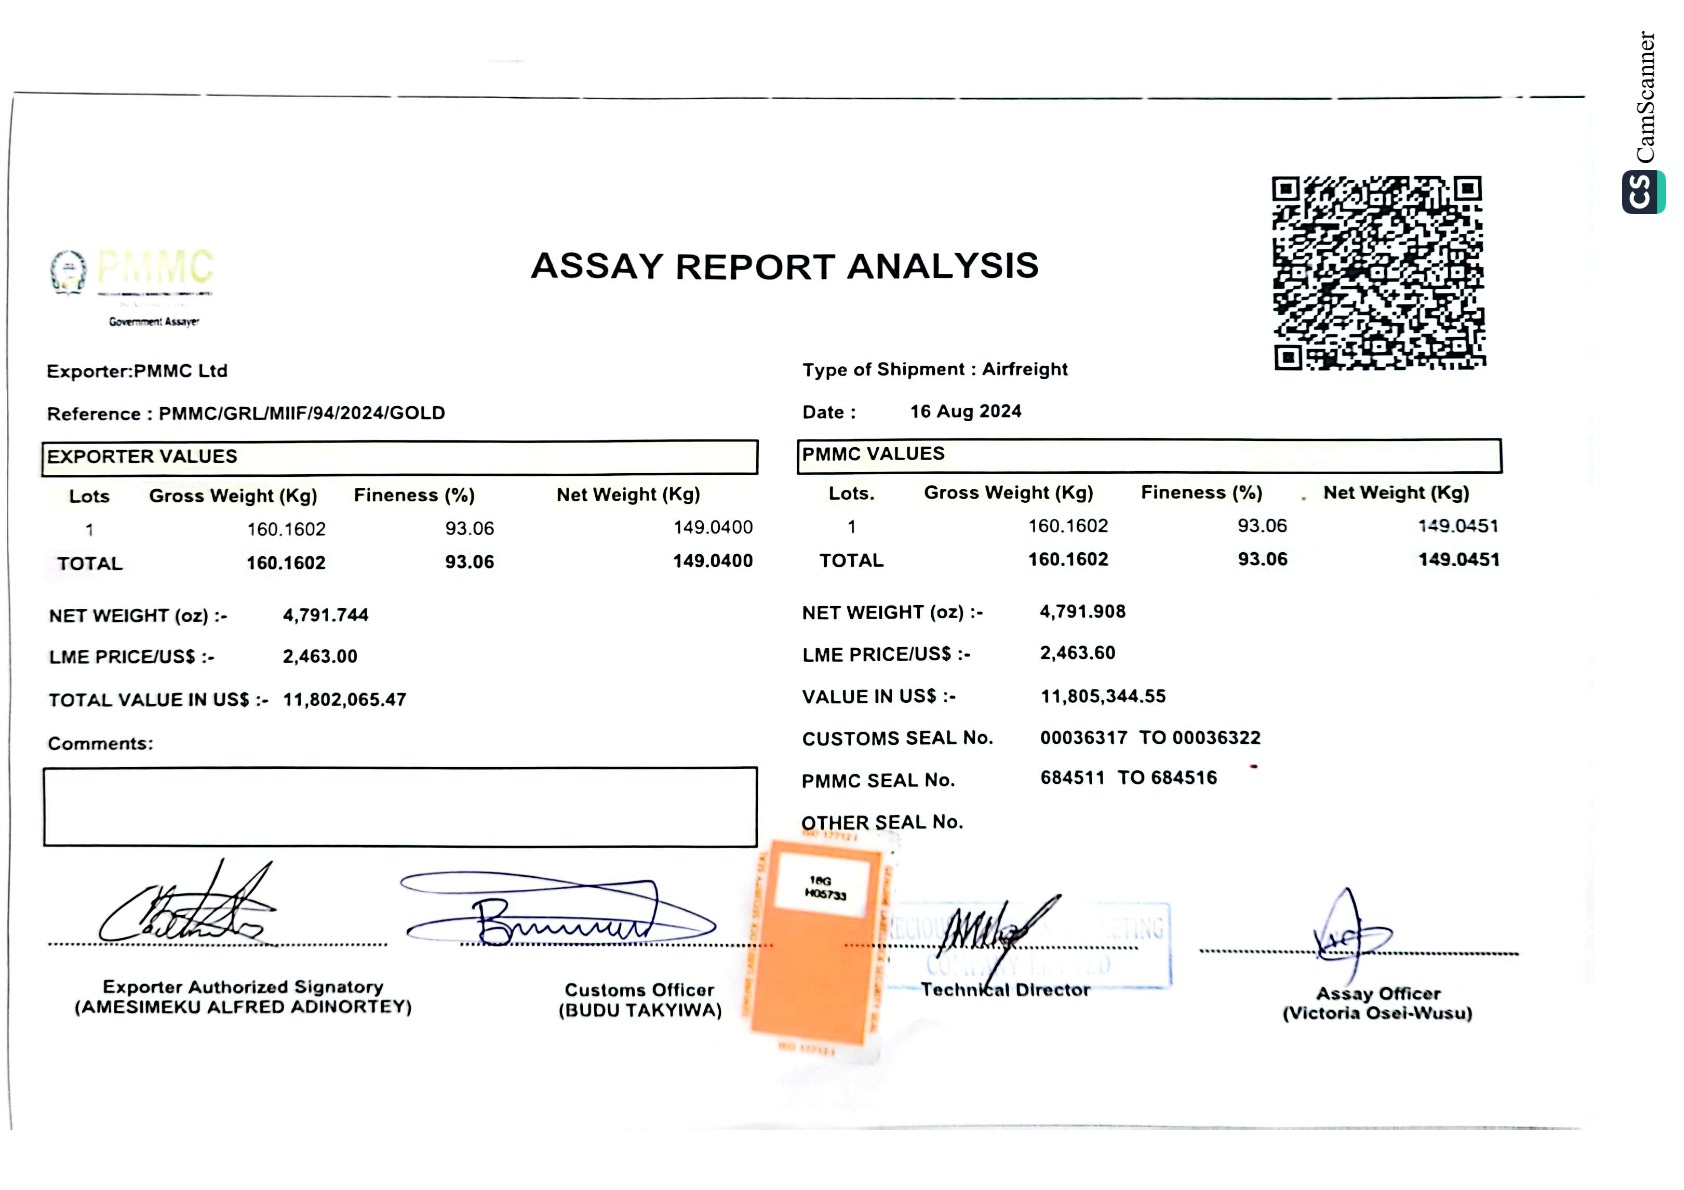 CamScanner
CS
PMMC
Government Assayer
ASSAY REPORT ANALYSIS
Exporter:PMMC Ltd
Type of Shipment : Airfreight
Reference : PMMC/GRL/MIIF/94/2024/GOLD
Date : 16 Aug 2024
EXPORTER VALUES
Lots Gross Weight (Kg) Fineness (%) Net Weight (Kg)
1 160.1602 93.06 149.0400
TOTAL 160.1602 93.06 149.0400
NET WEIGHT (oz) :- 4,791.744
LME PRICE/US$ :- 2,463.00
TOTAL VALUE IN US$ :- 11,802,065.47
Comments:
PMMC VALUES
Lots. Gross Weight (Kg) Fineness (%) Net Weight (Kg)
1 160.1602 93.06 149.0451
TOTAL 160.1602 93.06 149.0451
NET WEIGHT (oz) :- 4,791.908
LME PRICE/US$ :- 2,463.60
VALUE IN US$ :- 11,805,344.55
CUSTOMS SEAL No. 00036317 TO 00036322
PMMC SEAL No. 684511 TO 684516
OTHER SEAL No.
18G
H05733
Exporter Authorized Signatory
(AMESIMEKU ALFRED ADINORTEY)
Customs Officer
(BUDU TAKYIWA)
Technical Director
Assay Officer
(Victoria Osei-Wusu)